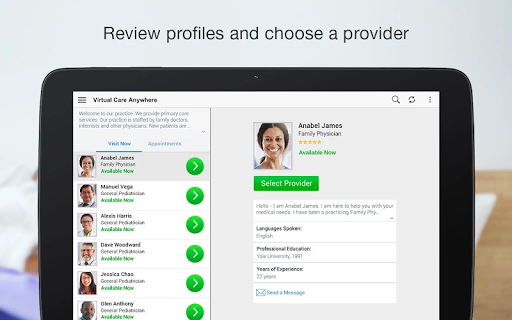 Review profiles and choose a provider
Virtual Care Anywhere
Welcome to our practice. We provide primary care
services. Our practice is staffed by family doctors,
internists and other physicians. New patients are...
Visit Now
Appointments
Anabel James
Family Physician
Available Now
Manuel Vega
General Pediatrician
Available Now
Alexis Harris
General Pediatrician
Available Now
Dave Woodward
General Pediatrician
Available Now
Jessica Chao
General Pediatrician
Available Now
Glen Anthony
General Pediatrician
Anabel James
Family Physician
Available Now
Select Provider
Hello - I am Anabel James. I am here to help you with your
medical needs. I have been a practicing Family Phy...
Languages Spoken:
English
Professional Education:
Yale University, 1991
Years of Experience:
22 years
Send a Message